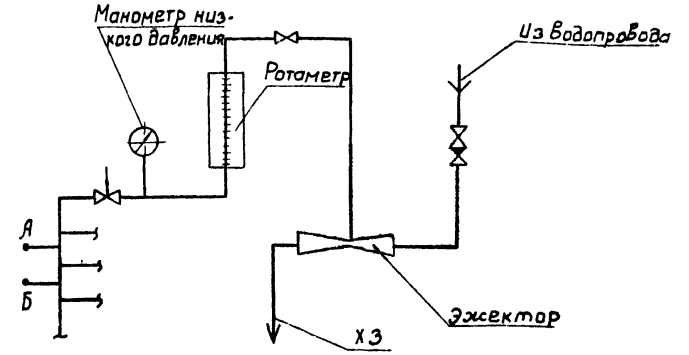 Манометр низ-
кого давления
Ротаметр
Из водопровода
А
Б
Эжектор
ХЗ